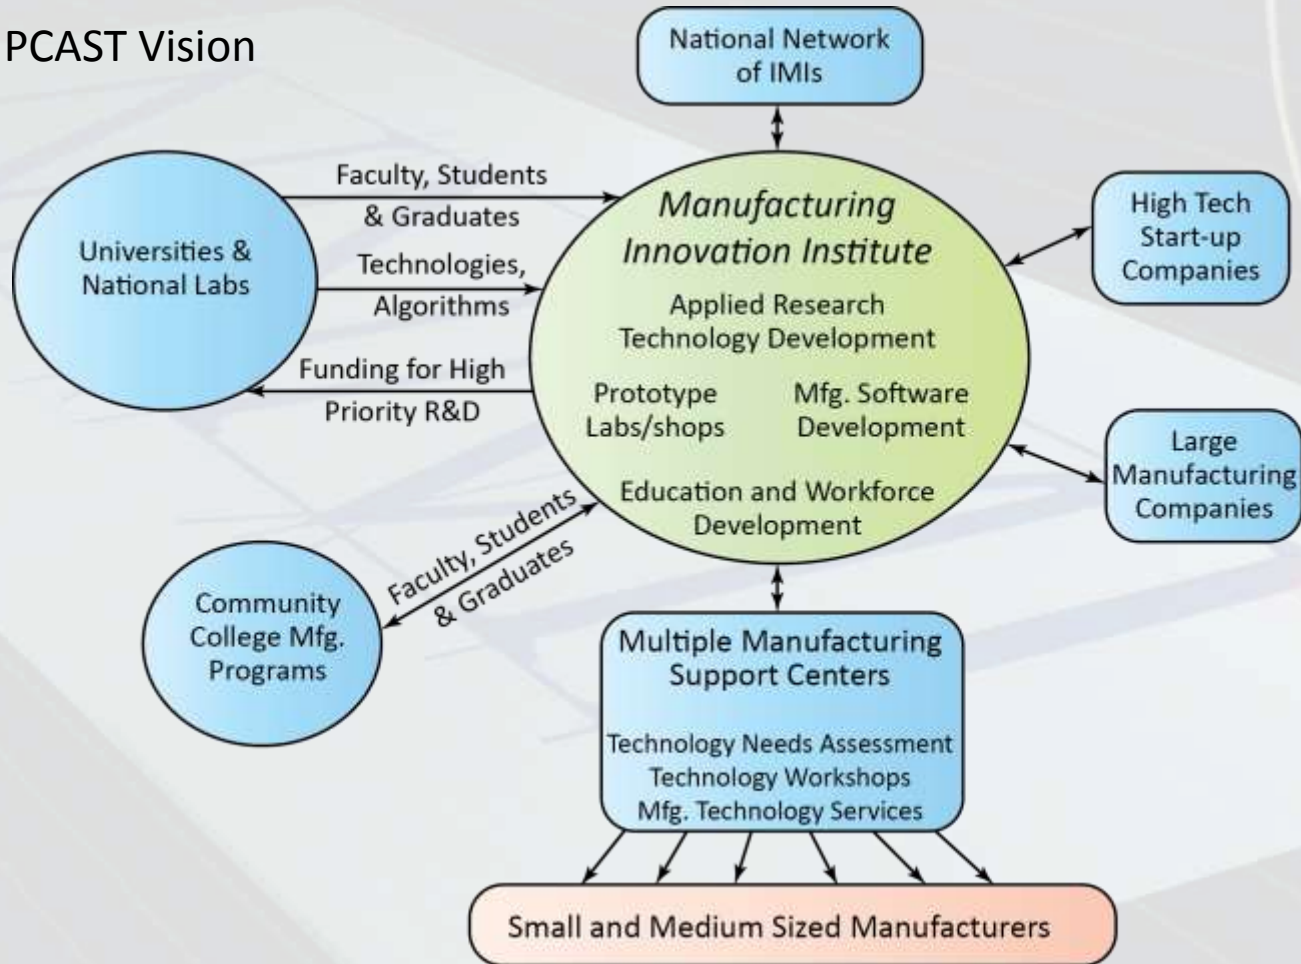 PCAST Vision
National Network
of IMIs
Universities &
National Labs
Faculty, Students
& Graduates
Technologies,
Algorithms
Funding for High
Priority R&D
Manufacturing
Innovation Institute
Applied Research
Technology Development
Prototype
Labs/shops
Mfg. Software
Development
Education and Workforce
Development
High Tech
Start-up
Companies
Large
Manufacturing
Companies
Faculty, Students
& Graduates
Community
College Mfg.
Programs
Multiple Manufacturing
Support Centers
Technology Needs Assessment
Technology Workshops
Mfg. Technology Services
Small and Medium Sized Manufacturers